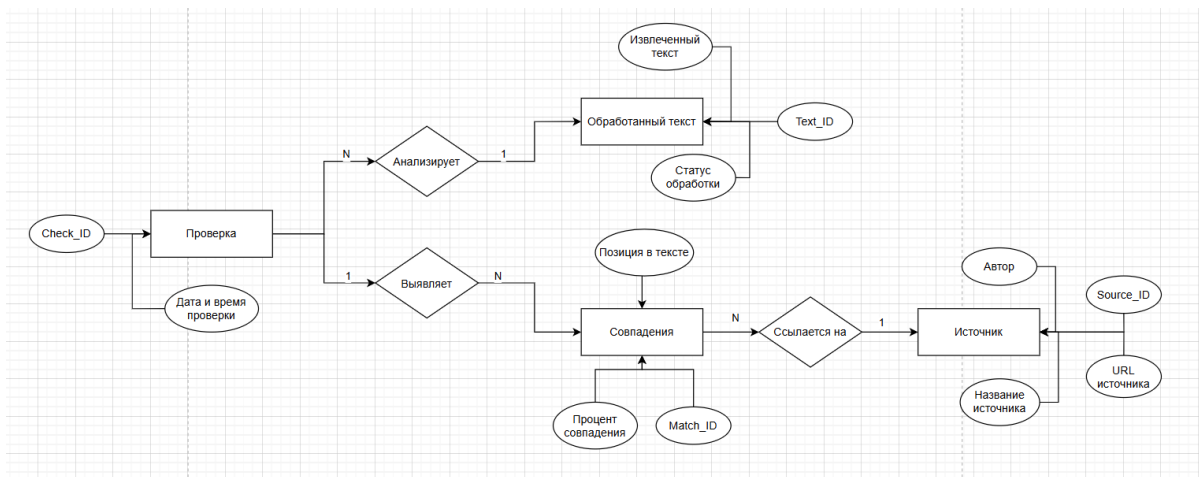 Извлеченный
текст
Обработанный текст
Text_ID
N
Анализирует
1
Статус
обработки
Check_ID
Проверка
Позиция в тексте
Автор
1
Выявляет
N
Дата и время
проверки
Source_ID
Совпадения
N
Ссылается на
1
Источник
URL
источника
Название
источника
Процент
совпадения
Match_ID